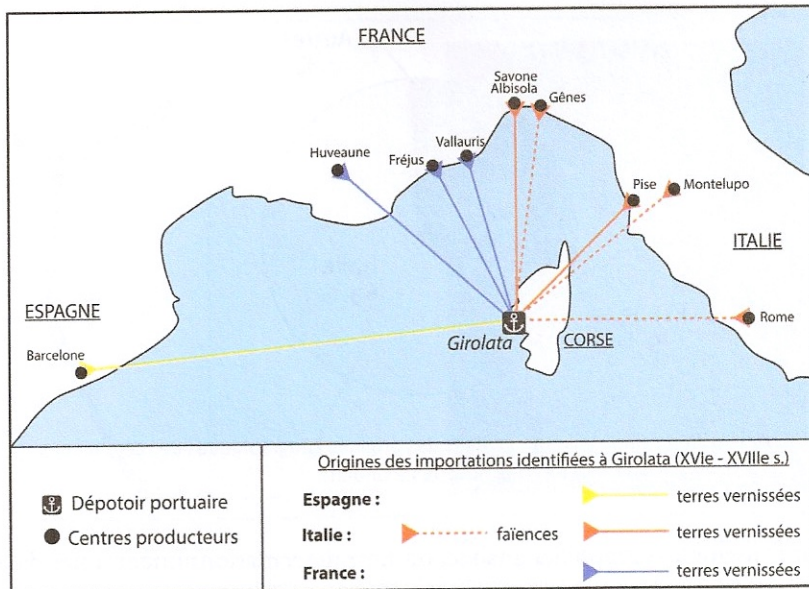 FRANCE
Savone
Albisola
Gênes
Vallauris
Huveaune
Fréjus
Pise
Montelupo
ITALIE
ESPAGNE
Rome
Girolata
CORSE
Barcelone
Origines des importations identifiées à Girolata (XVIe - XVIIIe s.)
Dépotoir portuaire
Centres producteurs
Espagne : terres vernissées
Italie : faïences terres vernissées
France : terres vernissées